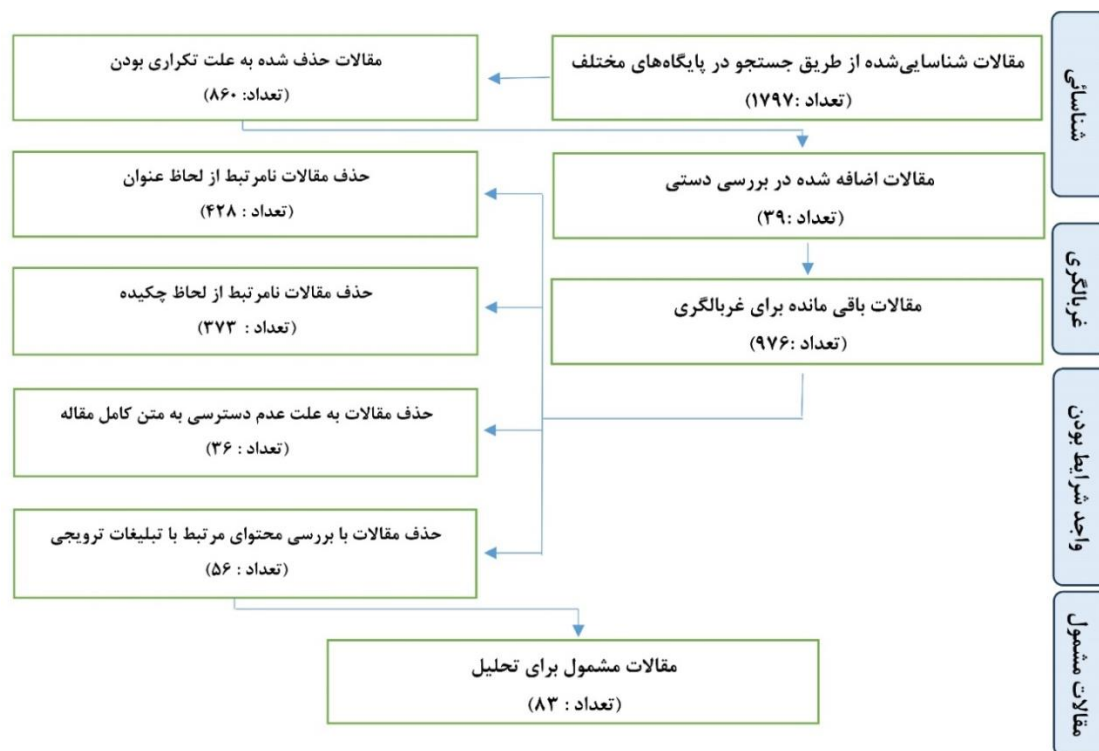 شناسائی
مقالات شناسایی‌شده از طریق جستجو در پایگاه‌های مختلف
(تعداد :۱۷۹۷)
مقالات حذف شده به علت تکراری بودن
(تعداد: ۸۶۰)
مقالات اضافه شده در بررسی دستی
(تعداد :۳۹)
حذف مقالات نامرتبط از لحاظ عنوان
(تعداد : ۴۲۸)
غربالگری
مقالات باقی مانده برای غربالگری
(تعداد :۹۷۶)
حذف مقالات نامرتبط از لحاظ چکیده
(تعداد : ۳۷۳)
واجد شرایط بودن
حذف مقالات به علت عدم دسترسی به متن کامل مقاله
(تعداد : ۳۶)
حذف مقالات با بررسی محتوای مرتبط با تبلیغات ترویجی
(تعداد : ۵۶)
مقالات مشمول
مقالات مشمول برای تحلیل
(تعداد : ۸۳)